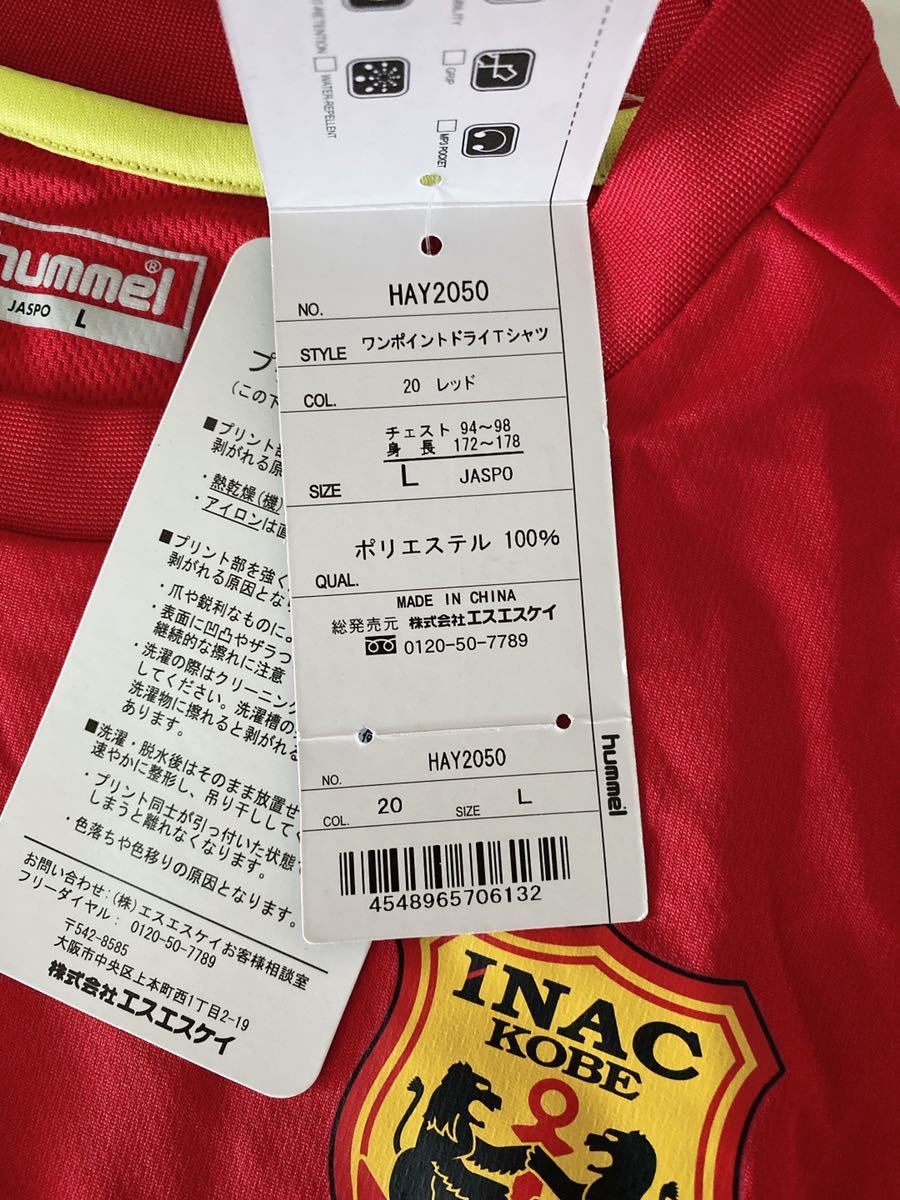 WATER-REPELLENT
GRIP
MP3 POCKET
hummel®
JASPO L
NO. HAY2050
STYLE ワンポイントドライTシャツ
COL. 20 レッド
チェスト 94～98
身長 172～178
SIZE L JASPO
ポリエステル 100%
QUAL.
MADE IN CHINA
総発売元 株式会社エスエスケイ
0120-50-7789
NO. HAY2050
COL. 20 SIZE L
4548965706132
hummel
プ
(この下
■プリント部
剥がれる原
・熱乾燥(機)
・アイロンは直
■プリント部を強く
剥がれる原因とな
・爪や鋭利なものによ
・表面に凹凸やザラつ
継続的な擦れに注意
・洗濯の際はクリーニング
してください。洗濯槽の
洗濯物に擦れると剥がれる
あります。
■洗濯・脱水後はそのまま放置せ
速やかに整形し、吊り干ししてく
・プリント同士が引っ付いた状態で
しまうと離れなくなります。
・色落ちや色移りの原因となります。
お問い合わせ:(株)エスエスケイお客様相談室
フリーダイヤル: 0120-50-7789
〒542-8585
大阪市中央区上本町西1丁目2-19
株式会社エスエスケイ
INAC
KOBE